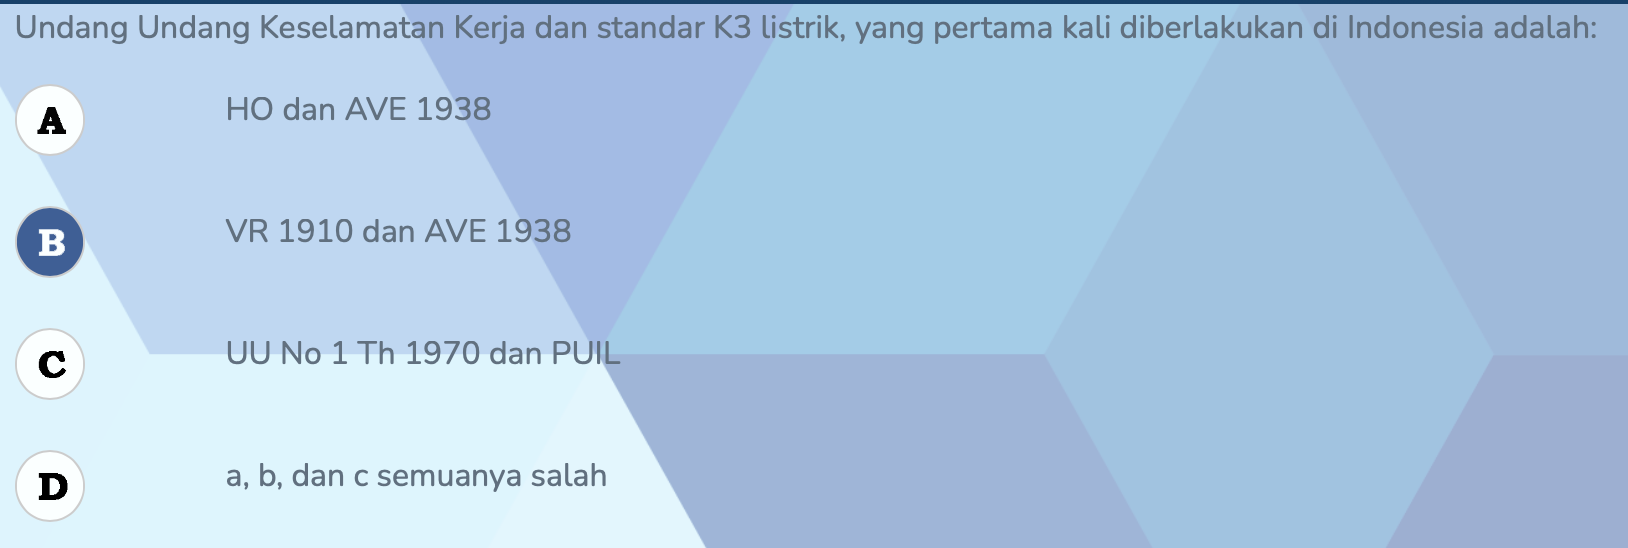 Undang Undang Keselamatan Kerja dan standar K3 listrik, yang pertama kali diberlakukan di Indonesia adalah:
A HO dan AVE 1938
B VR 1910 dan AVE 1938
C UU No 1 Th 1970 dan PUIL
D a, b, dan c semuanya salah